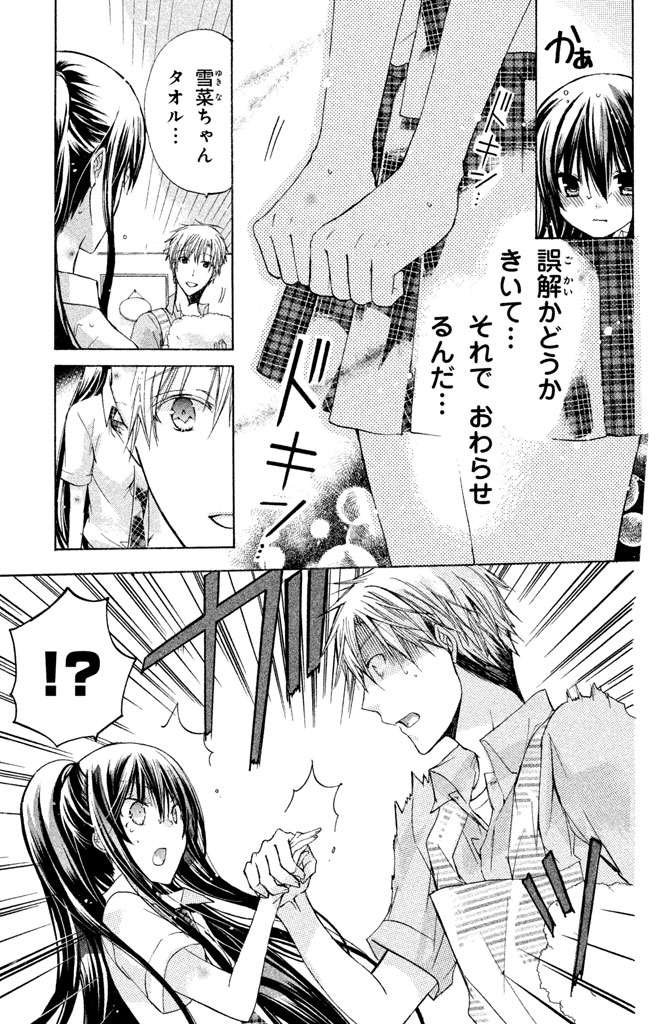 かぁ
ドキン…
誤解かどうか
きいて…
それで おわらせ
るんだ…
ドキン…
雪菜ちゃん
タオル…
ガッ
!?